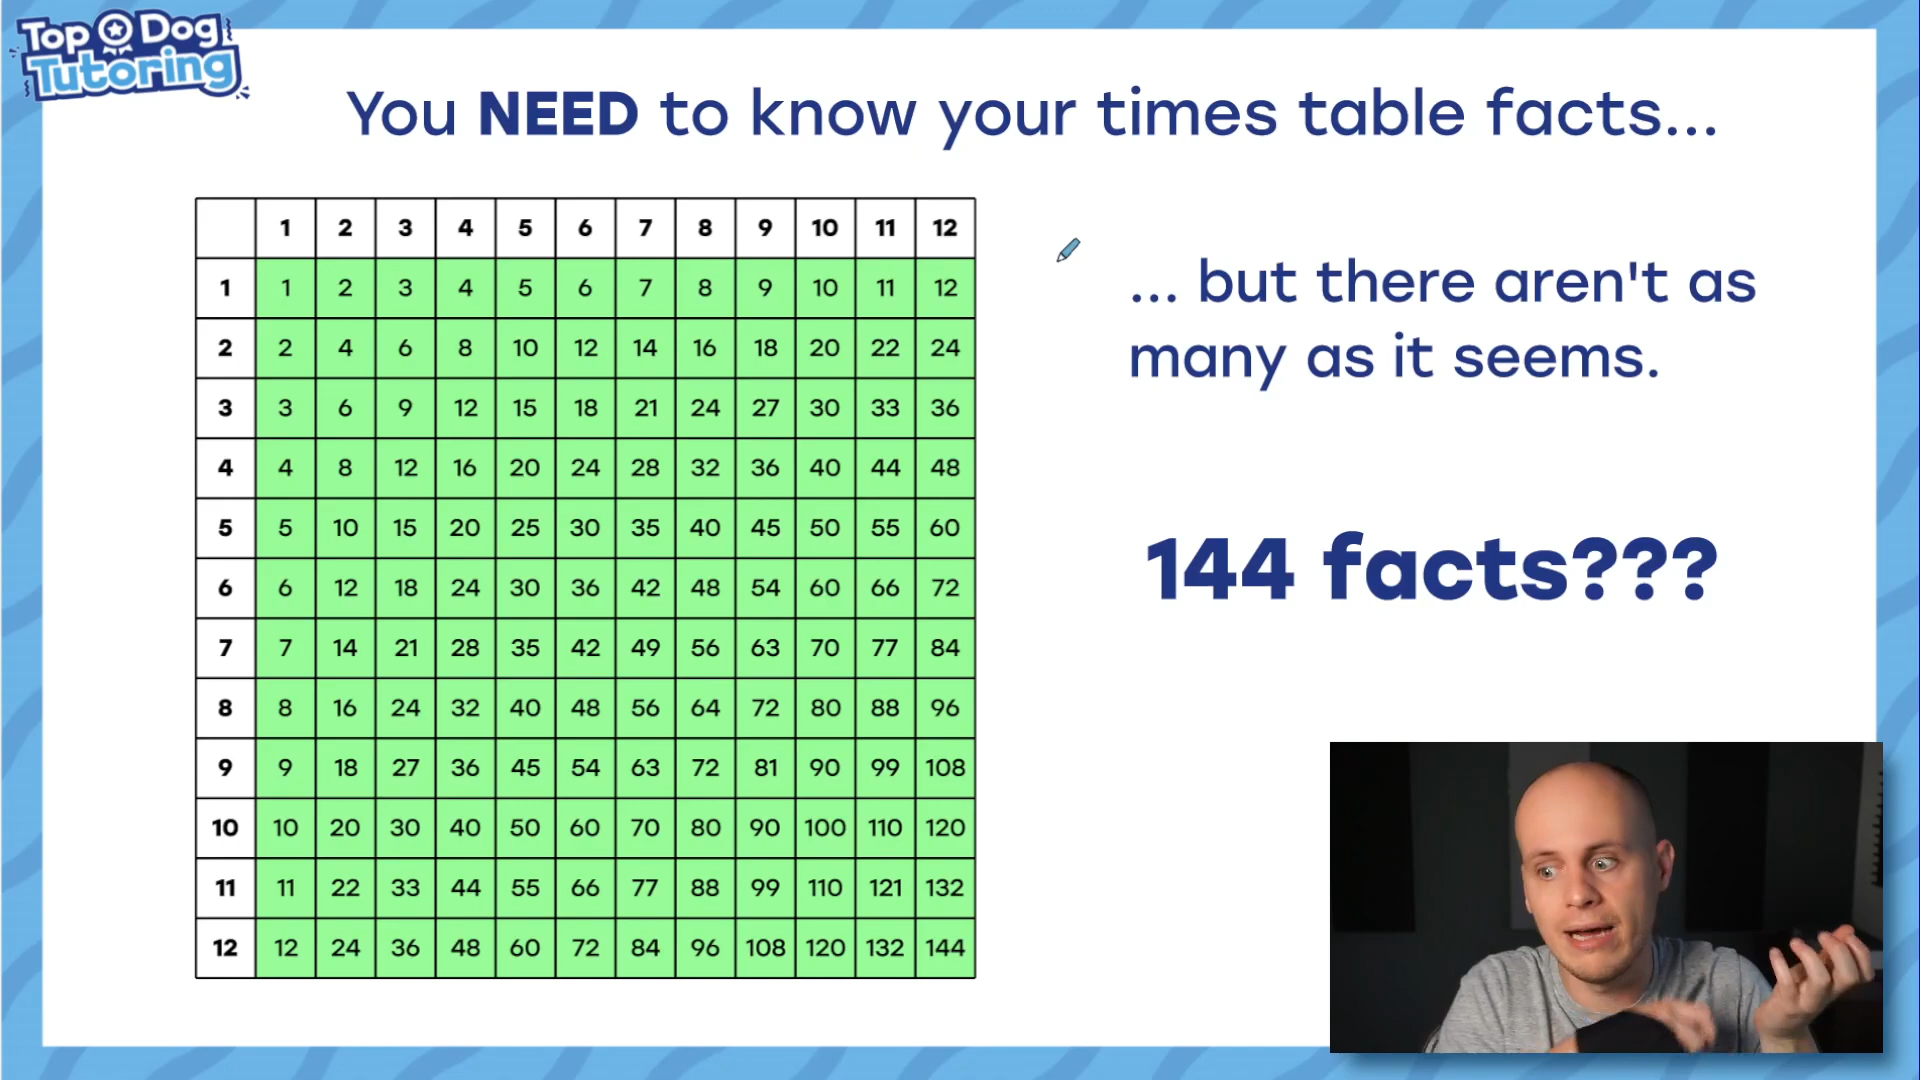 Top Dog
Tutoring
You NEED to know your times table facts...
1 2 3 4 5 6 7 8 9 10 11 12
1 1 2 3 4 5 6 7 8 9 10 11 12
2 2 4 6 8 10 12 14 16 18 20 22 24
3 3 6 9 12 15 18 21 24 27 30 33 36
4 4 8 12 16 20 24 28 32 36 40 44 48
5 5 10 15 20 25 30 35 40 45 50 55 60
6 6 12 18 24 30 36 42 48 54 60 66 72
7 7 14 21 28 35 42 49 56 63 70 77 84
8 8 16 24 32 40 48 56 64 72 80 88 96
9 9 18 27 36 45 54 63 72 81 90 99 108
10 10 20 30 40 50 60 70 80 90 100 110 120
11 11 22 33 44 55 66 77 88 99 110 121 132
12 12 24 36 48 60 72 84 96 108 120 132 144
... but there aren't as
many as it seems.
144 facts???